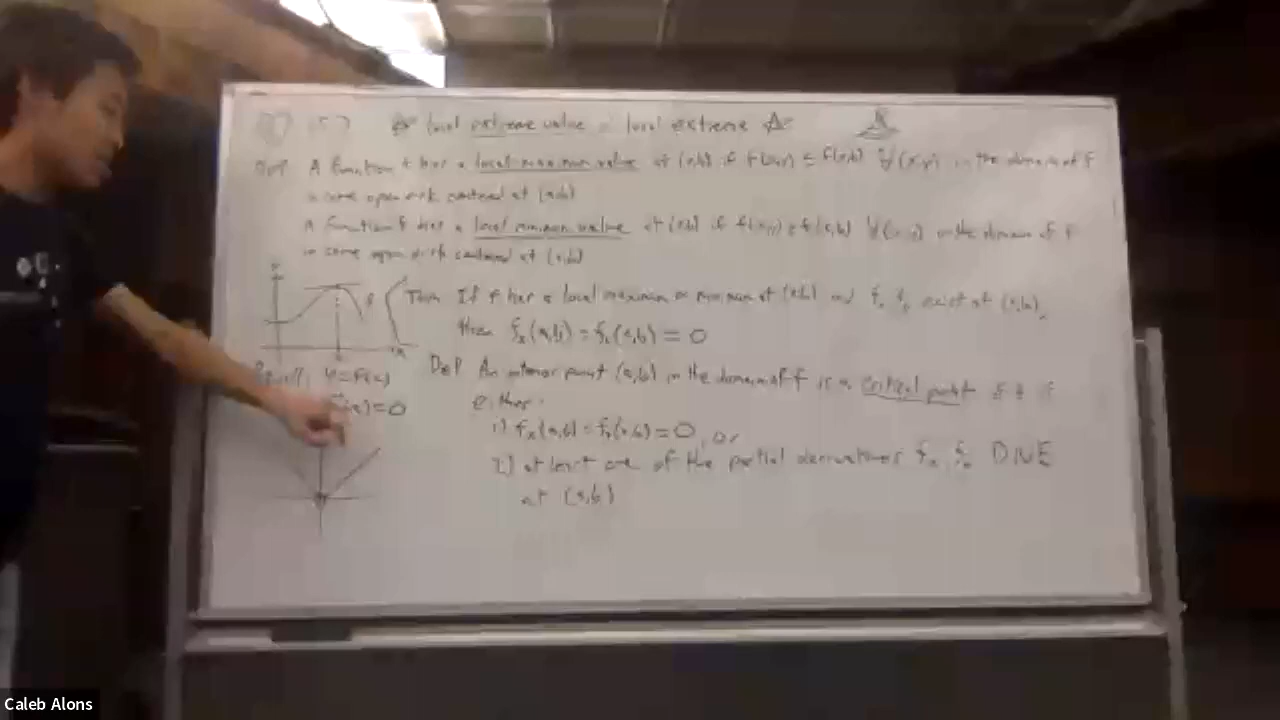 15.7 local extreme value = local extreme
Def A function f has a local maximum value at (a,b) if f(x,y) ≤ f(a,b) ∀(x,y) in the domain of f
in some open disk centered at (a,b)
A function f has a local minimum value at (a,b) if f(x,y) ≥ f(a,b) ∀(x,y) in the domain of f
in some open disk centered at (a,b)
Thm If f has a local maximum or minimum at (a,b) and fx, fy exist at (a,b),
then fx(a,b) = fy(a,b) = 0
Recall: y=f(x)
=0
Def An interior point (a,b) in the domain of f is a critical point of f if
either:
1) fx(a,b) = fy(a,b) = 0, or
2) at least one of the partial derivatives fx, fy DNE
at (a,b)
Caleb Alons